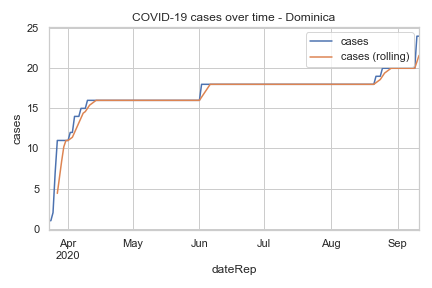 COVID-19 cases over time - Dominica
cases
cases (rolling)
25
20
15
10
5
0
cases
Apr
2020
May
Jun
Jul
Aug
Sep
dateRep